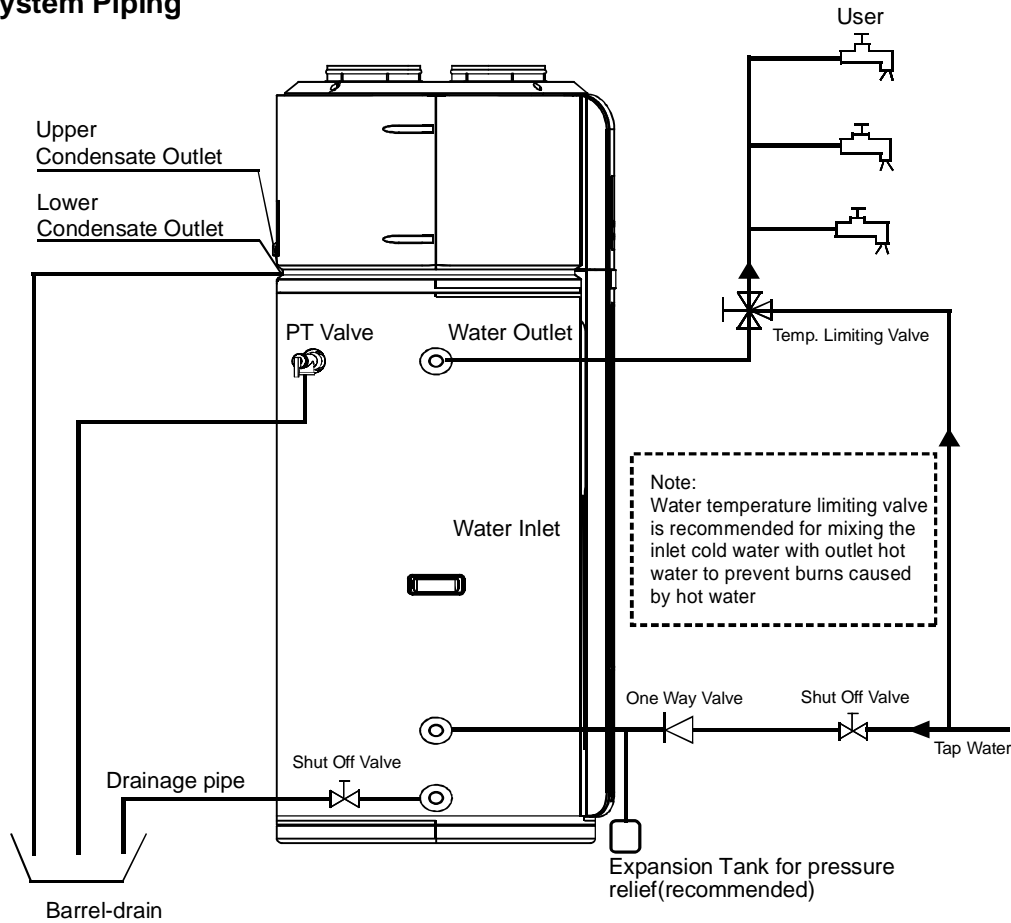 ystem Piping
User
Upper
Condensate Outlet
Lower
Condensate Outlet
PT Valve
Water Outlet
Temp. Limiting Valve
Note:
Water temperature limiting valve
is recommended for mixing the
inlet cold water with outlet hot
water to prevent burns caused
by hot water
Water Inlet
One Way Valve
Shut Off Valve
Tap Water
Shut Off Valve
Drainage pipe
Expansion Tank for pressure
relief(recommended)
Barrel-drain